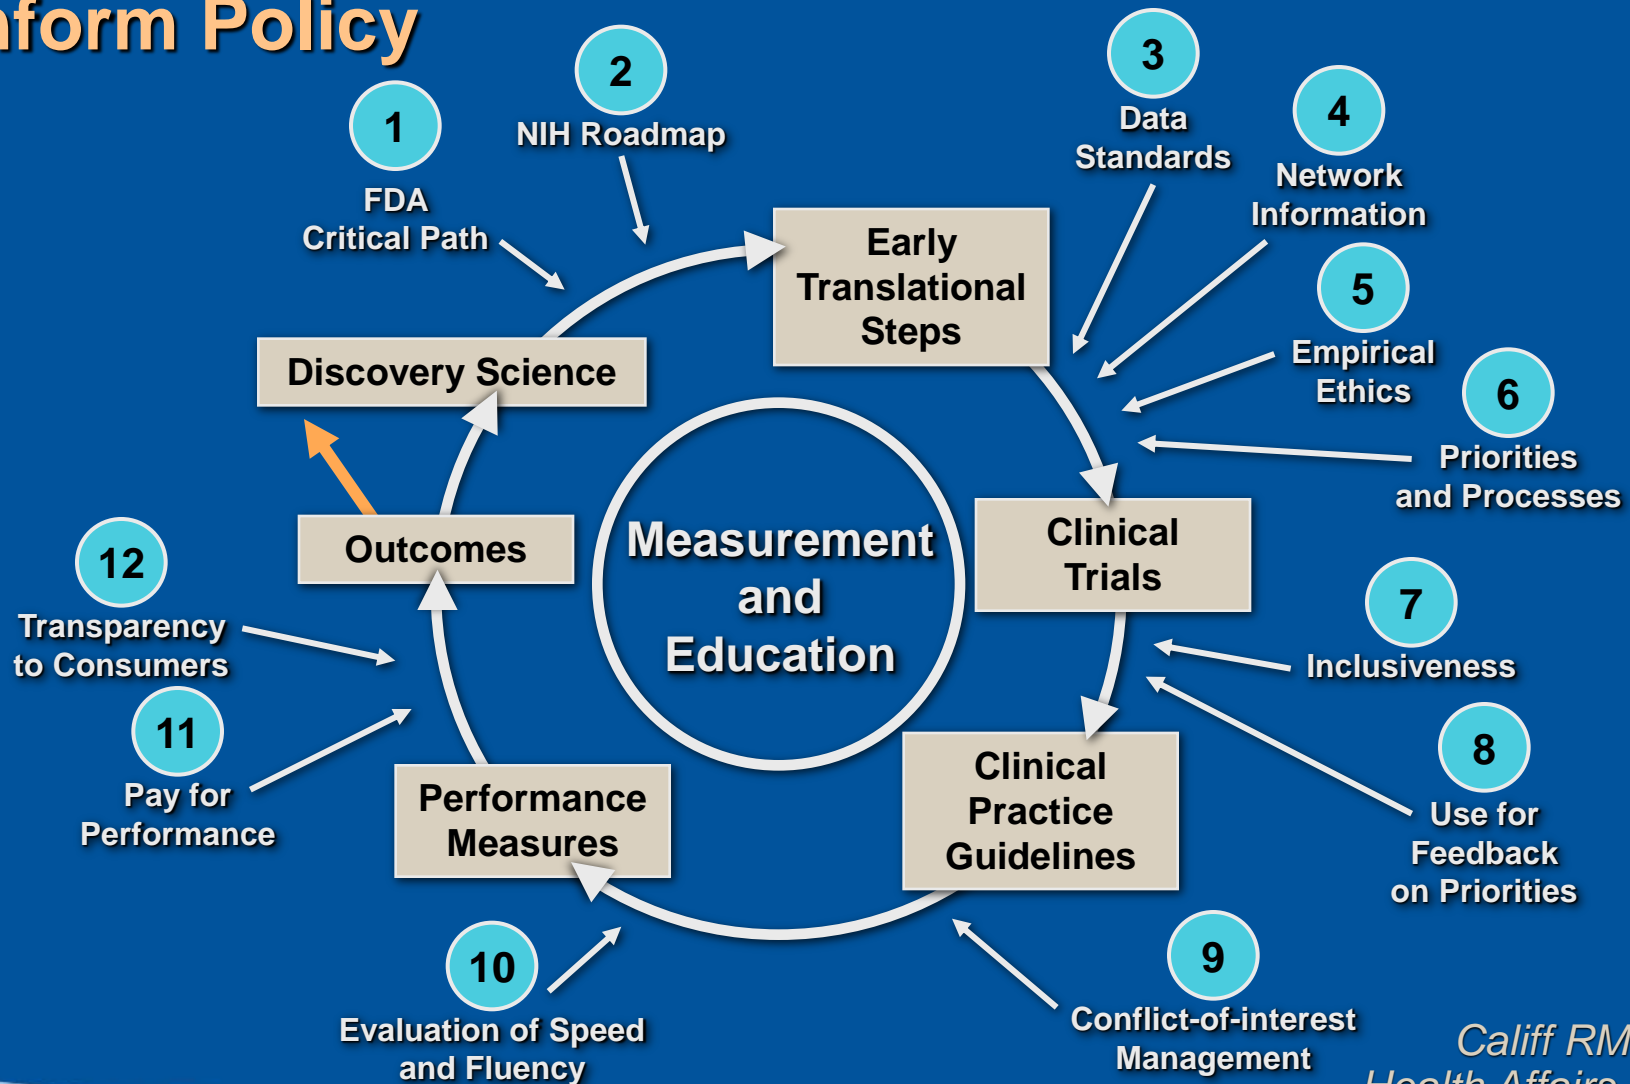 Policy
1
FDA
Critical Path
2
NIH Roadmap
3
Data
Standards
4
Network
Information
5
Empirical
Ethics
6
Priorities
and Processes
Early
Translational
Steps
Discovery Science
Measurement
and
Education
Clinical
Trials
Outcomes
12
Transparency
to Consumers
7
Inclusiveness
11
Pay for
Performance
8
Use for
Feedback
on Priorities
Performance
Measures
Clinical
Practice
Guidelines
10
Evaluation of Speed
and Fluency
9
Conflict-of-interest
Management
Califf RM
Health Affairs